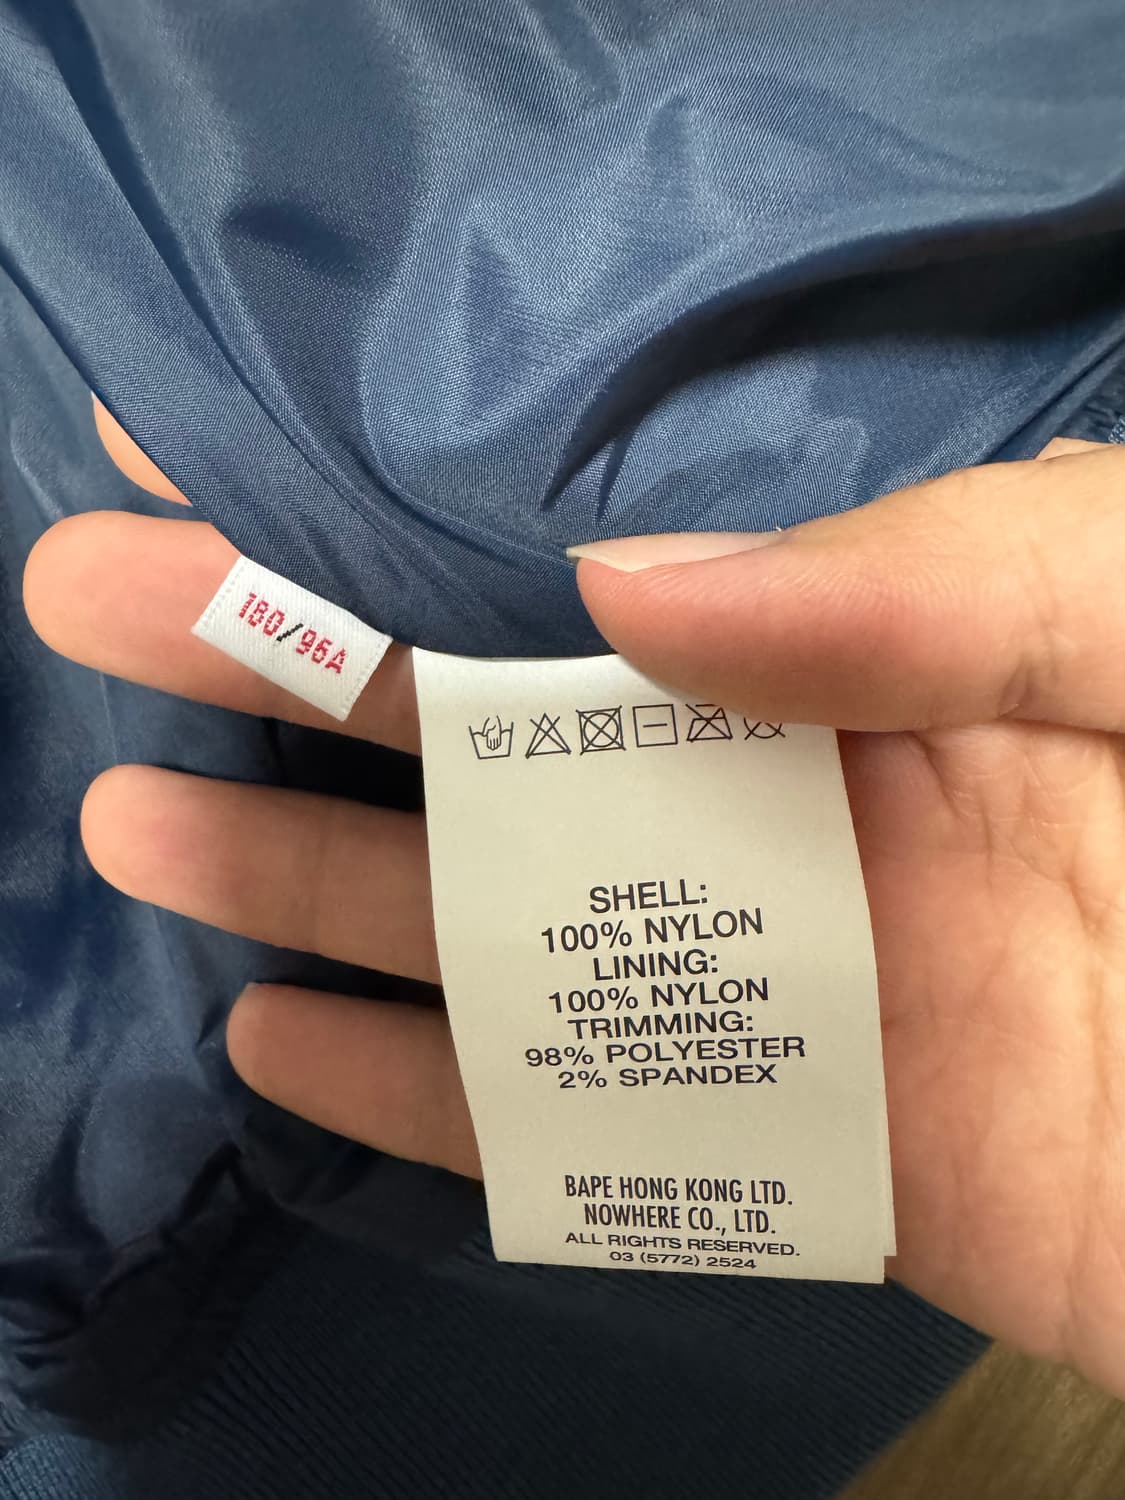 180/96A
SHELL:
100% NYLON
LINING:
100% NYLON
TRIMMING:
98% POLYESTER
2% SPANDEX
BAPE HONG KONG LTD.
NOWHERE CO., LTD.
ALL RIGHTS RESERVED.
03 (5772) 2524